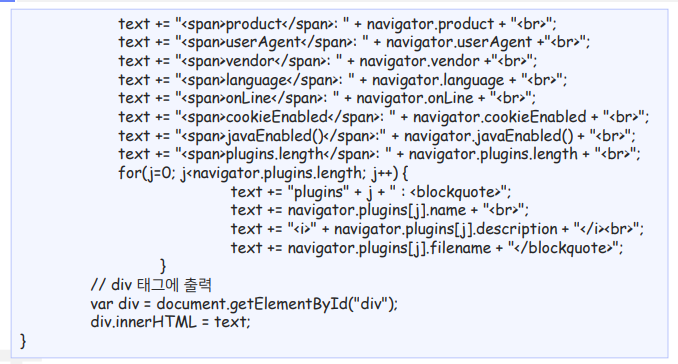 text += "<span>product</span>: " + navigator.product + "<br>";
text += "<span>userAgent</span>: " + navigator.userAgent +"<br>";
text += "<span>vendor</span>: " + navigator.vendor +"<br>";
text += "<span>language</span>: " + navigator.language + "<br>";
text += "<span>onLine</span>: " + navigator.onLine + "<br>";
text += "<span>cookieEnabled</span>: " + navigator.cookieEnabled + "<br>";
text += "<span>javaEnabled()</span>:" + navigator.javaEnabled() + "<br>";
text += "<span>plugins.length</span>: " + navigator.plugins.length + "<br>";
for(j=0; j<navigator.plugins.length; j++) {
text += "plugins" + j + " : <blockquote>";
text += navigator.plugins[j].name + "<br>";
text += "<i>" + navigator.plugins[j].description + "</i><br>";
text += navigator.plugins[j].filename + "</blockquote>";
}
// div 태그에 출력
var div = document.getElementById("div");
div.innerHTML = text;
}